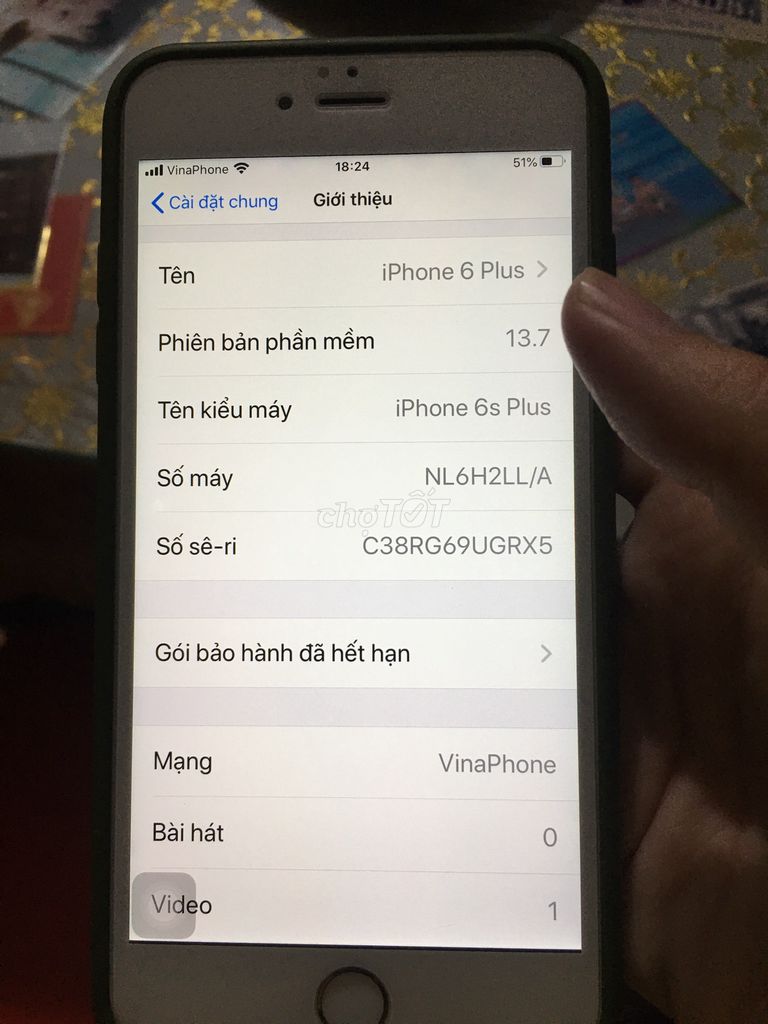 VinaPhone 18:24 51%
Cài đặt chung Giới thiệu
Tên iPhone 6 Plus
Phiên bản phần mềm 13.7
Tên kiểu máy iPhone 6s Plus
Số máy NL6H2LL/A
chợTỐT
Số sê-ri C38RG69UGRX5
Gói bảo hành đã hết hạn
Mạng VinaPhone
Bài hát 0
Video 1